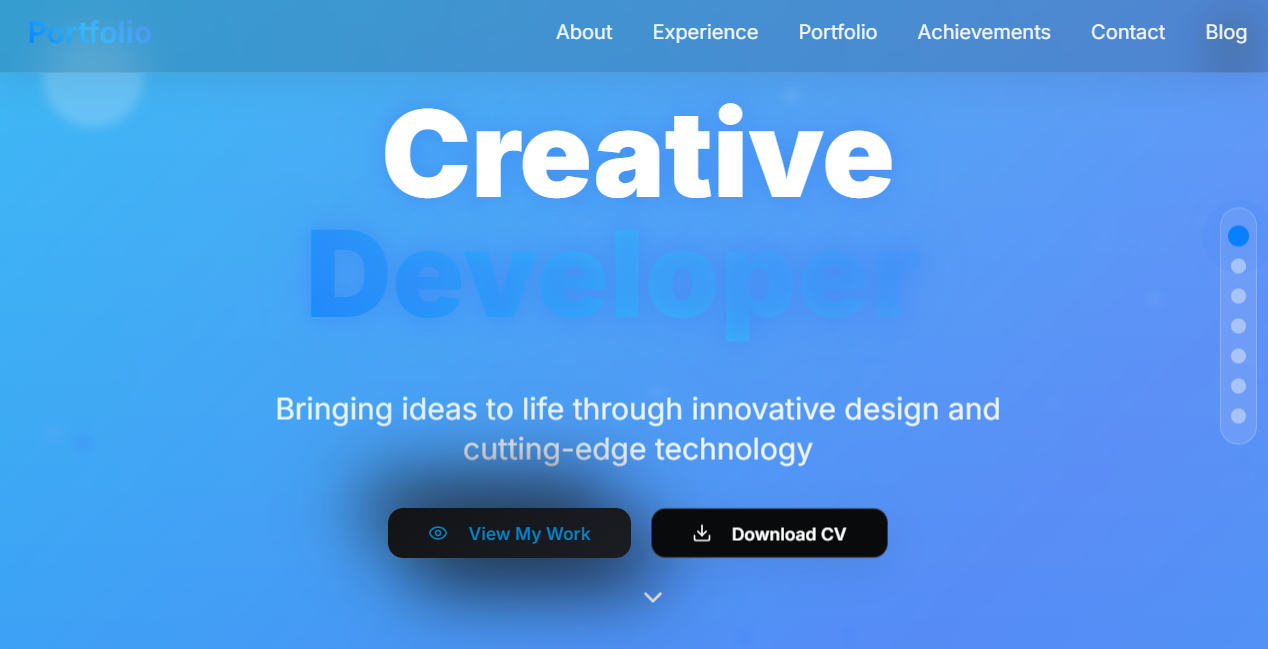 Portfolio
About Experience Portfolio Achievements Contact Blog
Creative
Developer
Bringing ideas to life through innovative design and
cutting-edge technology
View My Work
Download CV